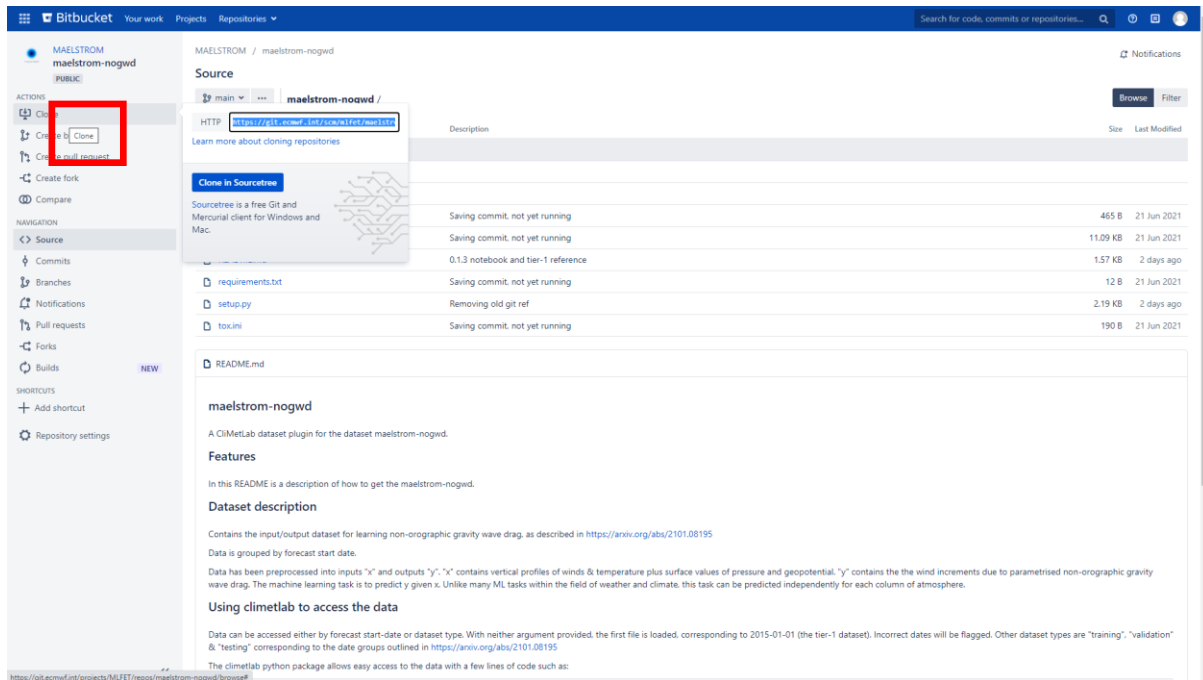 Bitbucket Your work Projects Repositories Search for code, commits or repositories...
MAELSTROM
maelstrom-nogwd
PUBLIC
ACTIONS
Clone
Create pull request
Create fork
Compare
NAVIGATION
Source
Commits
Branches
Notifications
Pull requests
Forks
Builds NEW
SHORTCUTS
Add shortcut
Repository settings
MAELSTROM / maelstrom-nogwd
Notifications
Source
main ... maelstrom-nogwd /
Browse Filter
HTTP https://git.ecmwf.int/scm/mlfet/maelstr
Learn more about cloning repositories
Clone in Sourcetree
Sourcetree is a free Git and
Mercurial client for Windows and
Mac.
Description Size Last Modified
Saving commit, not yet running 465 B 21 Jun 2021
Saving commit, not yet running 11.09 KB 21 Jun 2021
0.1.3 notebook and tier-1 reference 1.57 KB 2 days ago
requirements.txt Saving commit, not yet running 12 B 21 Jun 2021
setup.py Removing old git ref 2.19 KB 2 days ago
tox.ini Saving commit, not yet running 190 B 21 Jun 2021
README.md
maelstrom-nogwd
A CliMetLab dataset plugin for the dataset maelstrom-nogwd.
Features
In this README is a description of how to get the maelstrom-nogwd.
Dataset description
Contains the input/output dataset for learning non-orographic gravity wave drag, as described in https://arxiv.org/abs/2101.08195
Data is grouped by forecast start date.
Data has been preprocessed into inputs "x" and outputs "y". "x" contains vertical profiles of winds & temperature plus surface values of pressure and geopotential. "y" contains the the wind increments due to parametrised non-orographic gravity
wave drag. The machine learning task is to predict y given x. Unlike many ML tasks within the field of weather and climate, this task can be predicted independently for each column of atmosphere.
Using climetlab to access the data
Data can be accessed either by forecast start-date or dataset type. With neither argument provided, the first file is loaded, corresponding to 2015-01-01 (the tier-1 dataset). Incorrect dates will be flagged. Other dataset types are "training", "validation"
& "testing" corresponding to the date groups outlined in https://arxiv.org/abs/2101.08195
The climetlab python package allows easy access to the data with a few lines of code such as:
https://git.ecmwf.int/projects/MLFET/repos/maelstrom-nogwd/browse#